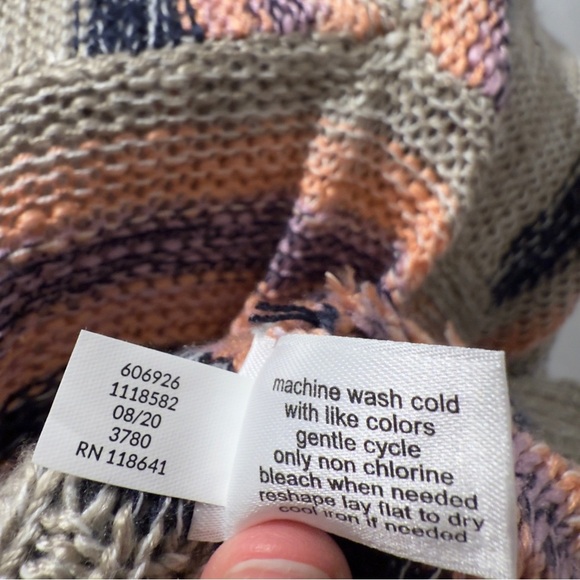 606926
1118582
08/20
3780
RN 118641
machine wash cold
with like colors
gentle cycle
only non chlorine
bleach when needed
reshape lay flat to dry
cool iron if needed